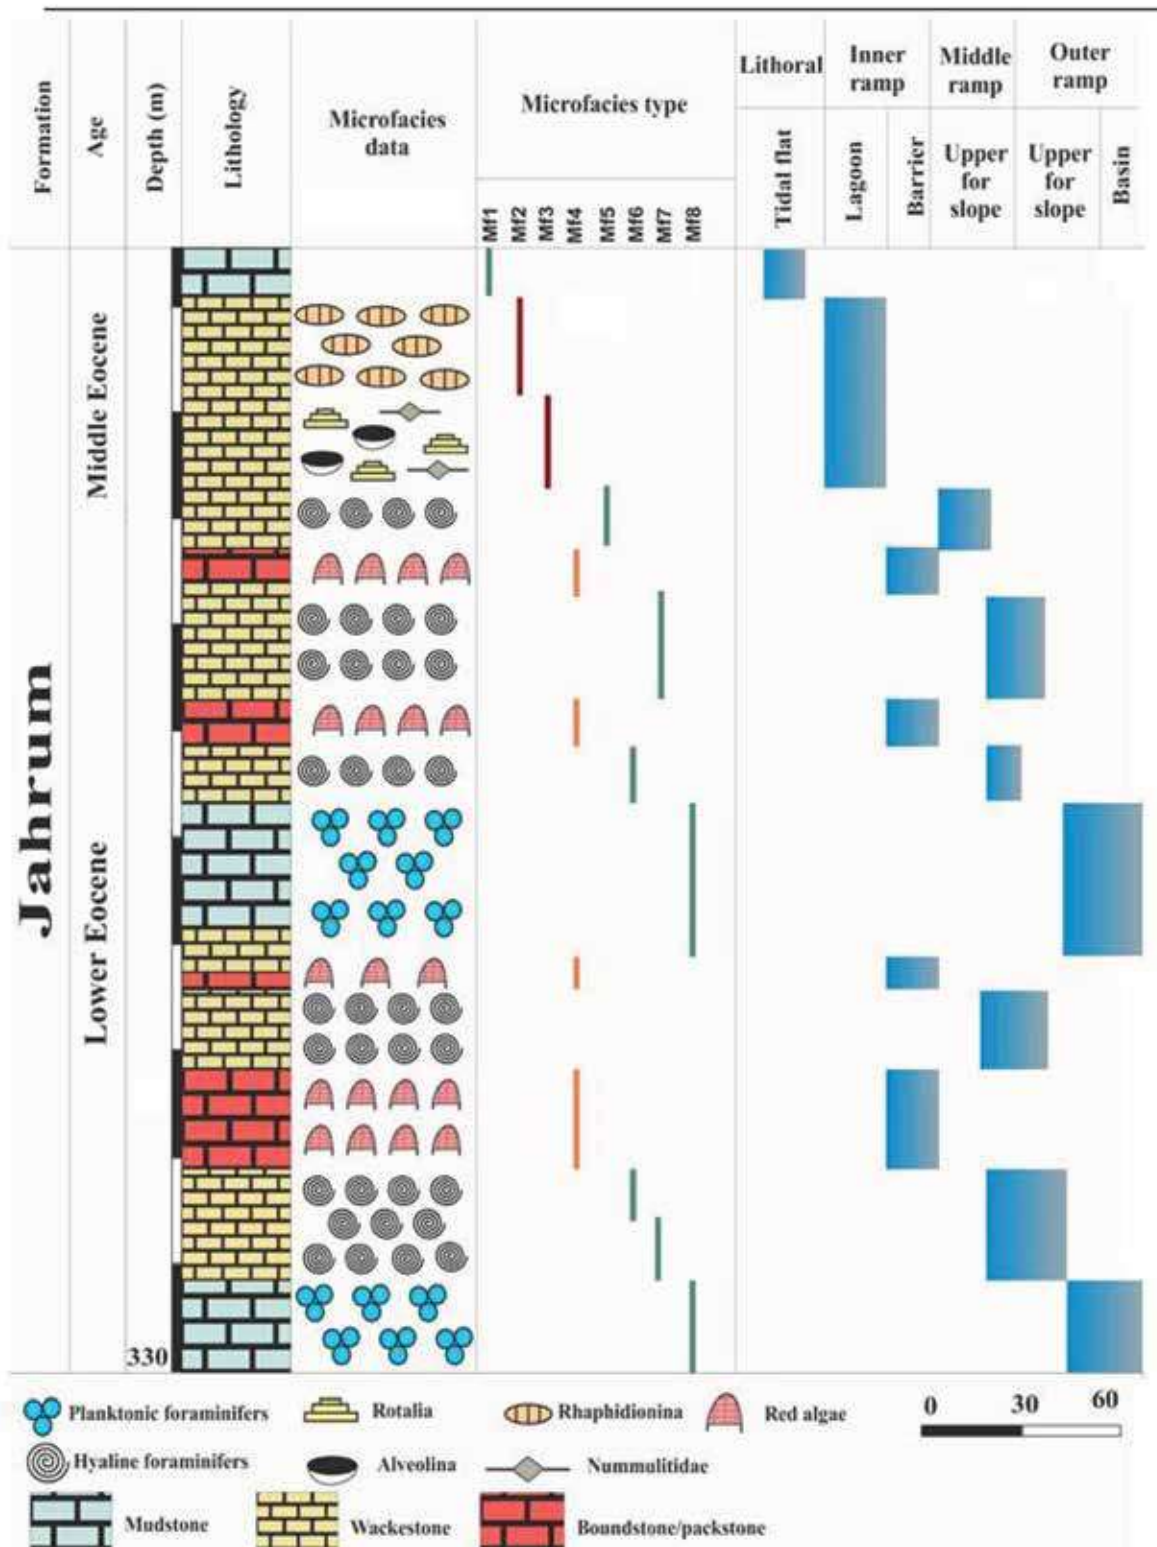 Formation
Age
Depth (m)
Lithology
Microfacies
data
Microfacies type
Mf1
Mf2
Mf3
Mf4
Mf5
Mf6
Mf7
Mf8
Lithoral
Inner
ramp
Middle
ramp
Outer
ramp
Tidal flat
Lagoon
Barrier
Upper
for
slope
Upper
for
slope
Basin
Jahrum
Middle Eocene
Lower Eocene
330
Planktonic foraminifers
Rotalia
Rhaphidionina
Red algae
0 30 60
Hyaline foraminifers
Alveolina
Nummulitidae
Mudstone
Wackestone
Boundstone/packstone